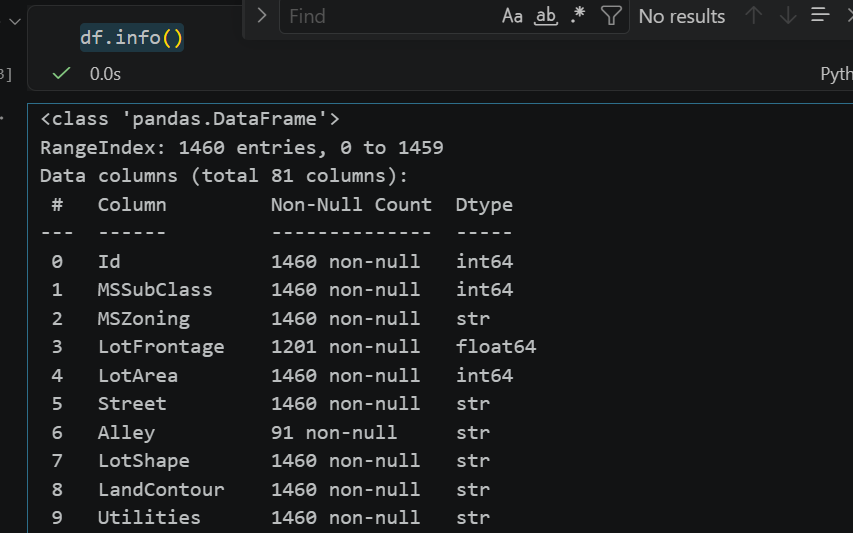 Find Aa ab .* No results
df.info()
3] 0.0s Pyth
<class 'pandas.DataFrame'>
RangeIndex: 1460 entries, 0 to 1459
Data columns (total 81 columns):
 #   Column         Non-Null Count  Dtype
---  ------         --------------  -----
 0   Id             1460 non-null   int64
 1   MSSubClass     1460 non-null   int64
 2   MSZoning       1460 non-null   str
 3   LotFrontage    1201 non-null   float64
 4   LotArea        1460 non-null   int64
 5   Street         1460 non-null   str
 6   Alley          91 non-null     str
 7   LotShape       1460 non-null   str
 8   LandContour    1460 non-null   str
 9   Utilities      1460 non-null   str